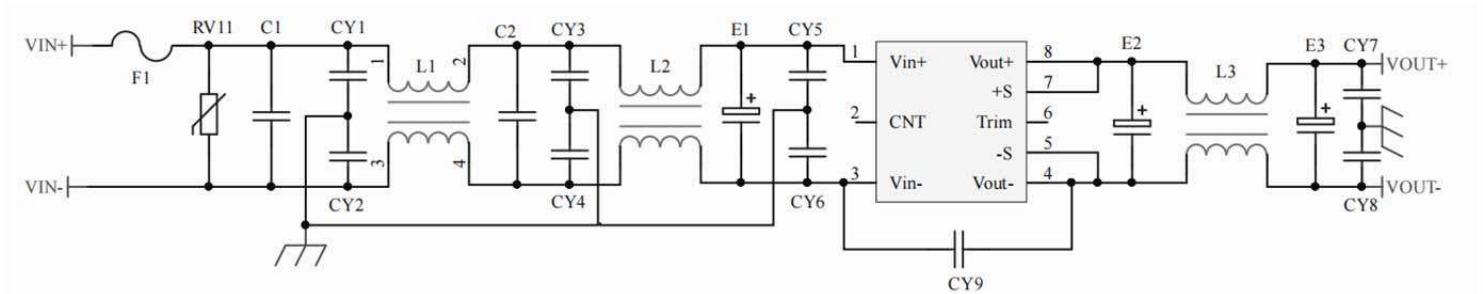 RV11 C1 CY1 C2 CY3 E1 CY5 E2 E3 CY7
VIN+ F1 1 L1 2 L2 1 Vin+ Vout+ 8 L3 VOUT+
+ +S 7
2 CNT Trim 6 + +
-S 5
3 4
VIN- 3 Vin- Vout- 4 VOUT-
CY2 CY4 CY6 CY8
CY9